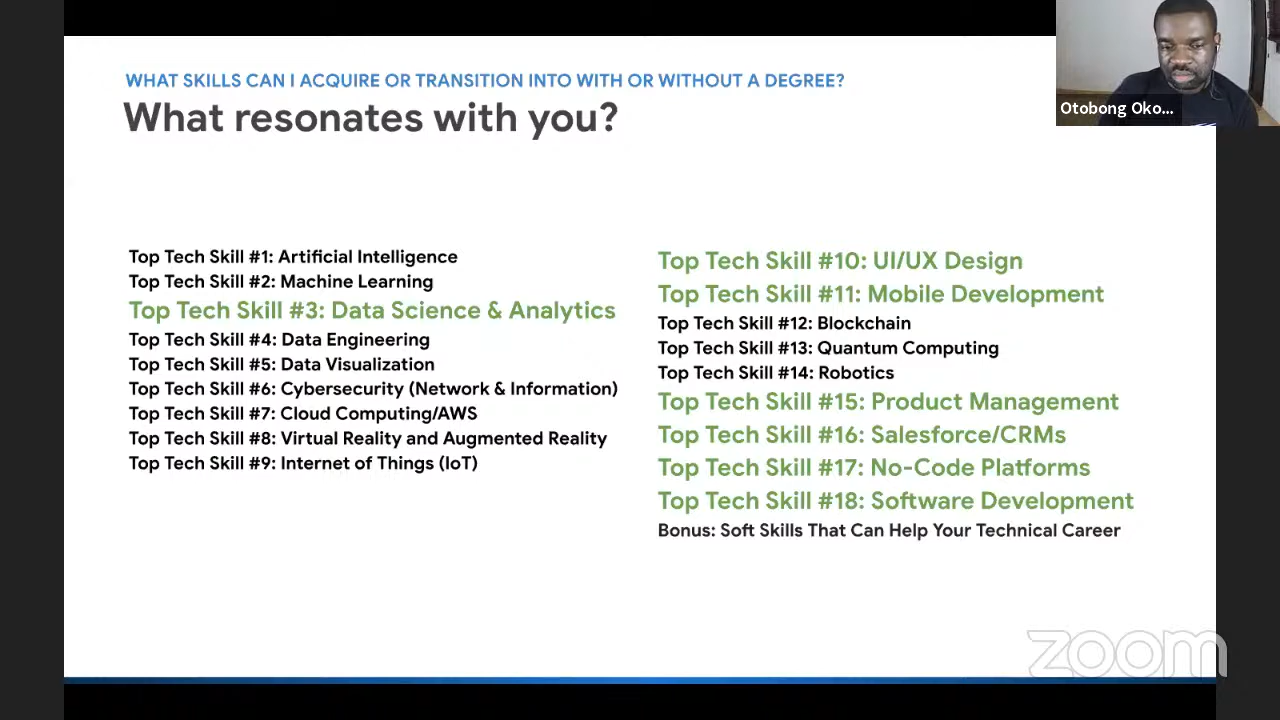 WHAT SKILLS CAN I ACQUIRE OR TRANSITION INTO WITH OR WITHOUT A DEGREE?
What resonates with you?
Otobong Oko...
Top Tech Skill #1: Artificial Intelligence
Top Tech Skill #2: Machine Learning
Top Tech Skill #3: Data Science & Analytics
Top Tech Skill #4: Data Engineering
Top Tech Skill #5: Data Visualization
Top Tech Skill #6: Cybersecurity (Network & Information)
Top Tech Skill #7: Cloud Computing/AWS
Top Tech Skill #8: Virtual Reality and Augmented Reality
Top Tech Skill #9: Internet of Things (IoT)
Top Tech Skill #10: UI/UX Design
Top Tech Skill #11: Mobile Development
Top Tech Skill #12: Blockchain
Top Tech Skill #13: Quantum Computing
Top Tech Skill #14: Robotics
Top Tech Skill #15: Product Management
Top Tech Skill #16: Salesforce/CRMs
Top Tech Skill #17: No-Code Platforms
Top Tech Skill #18: Software Development
Bonus: Soft Skills That Can Help Your Technical Career
zoom